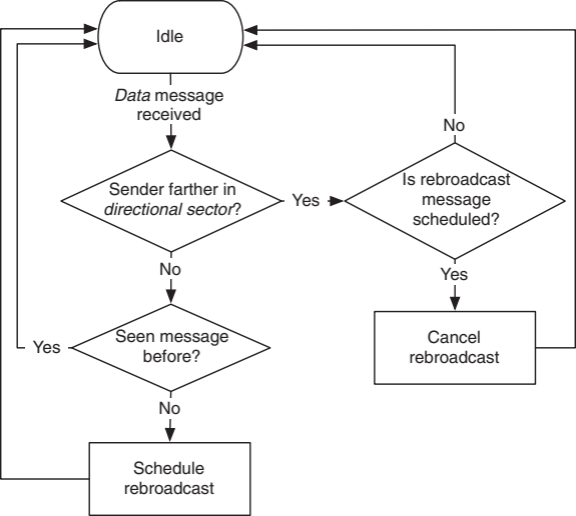 Idle
Data message
received
Sender farther in
directional sector?
Yes
Is rebroadcast
message
scheduled?
No
Yes
Cancel
rebroadcast
No
Seen message
before?
Yes
No
Schedule
rebroadcast